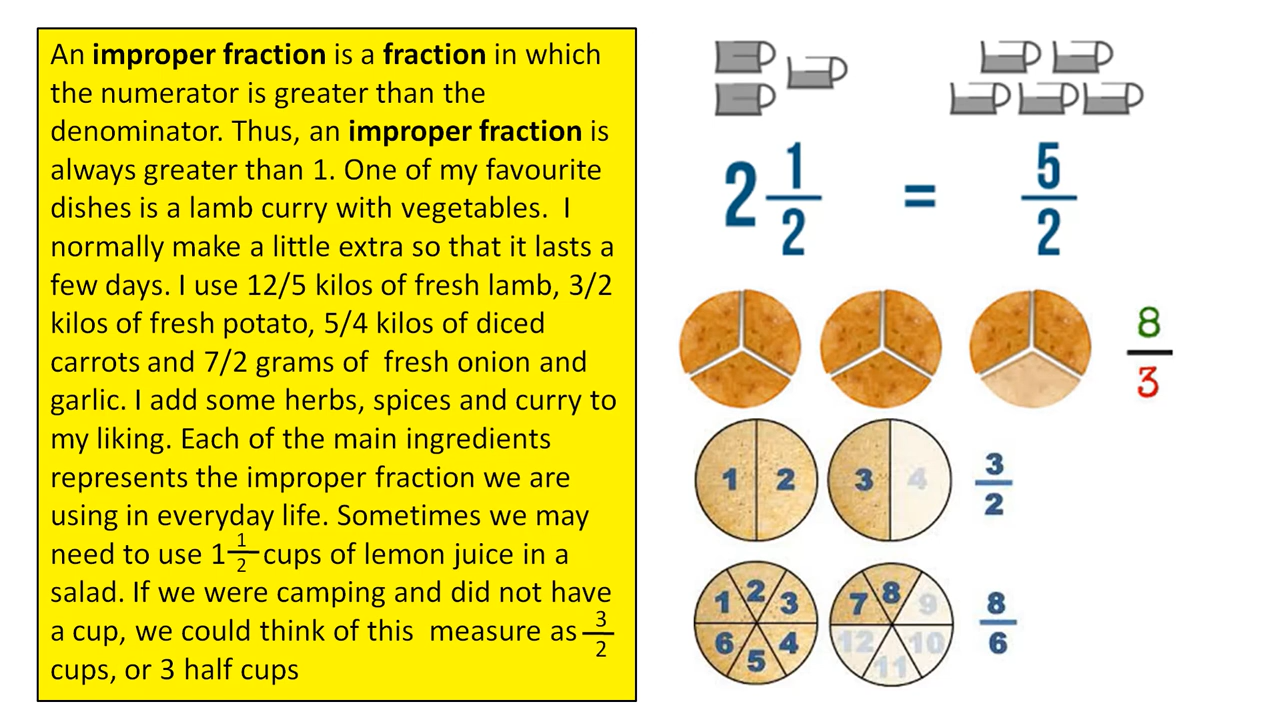 An improper fraction is a fraction in which
the numerator is greater than the
denominator. Thus, an improper fraction is
always greater than 1. One of my favourite
dishes is a lamb curry with vegetables. I
normally make a little extra so that it lasts a
few days. I use 12/5 kilos of fresh lamb, 3/2
kilos of fresh potato, 5/4 kilos of diced
carrots and 7/2 grams of fresh onion and
garlic. I add some herbs, spices and curry to
my liking. Each of the main ingredients
represents the improper fraction we are
using in everyday life. Sometimes we may
need to use 1 1/2 cups of lemon juice in a
salad. If we were camping and did not have
a cup, we could think of this measure as 3/2
cups, or 3 half cups
2 1/2 = 5/2
8/3
1 2 3 4 3/2
1 2 3 4 5 6 7 8 9 10 11 12 8/6